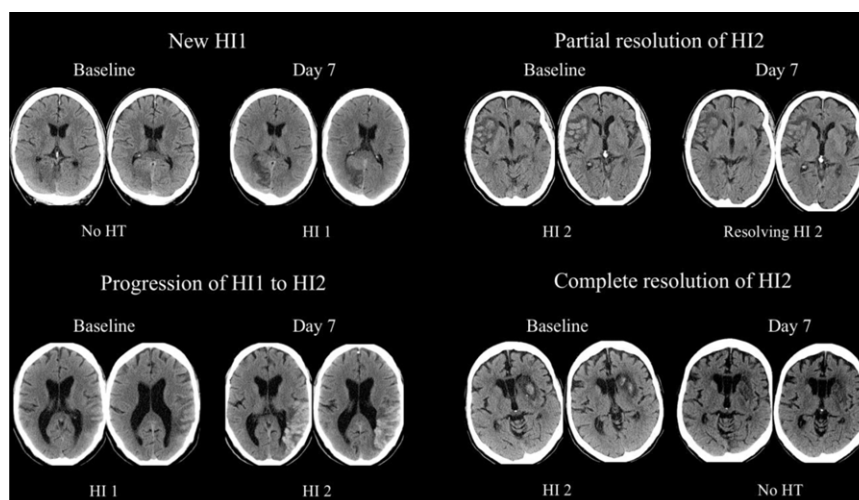 New HI1
Baseline Day 7
No HT HI 1
Partial resolution of HI2
Baseline Day 7
HI 2 Resolving HI 2
Progression of HI1 to HI2
Baseline Day 7
HI 1 HI 2
Complete resolution of HI2
Baseline Day 7
HI 2 No HT